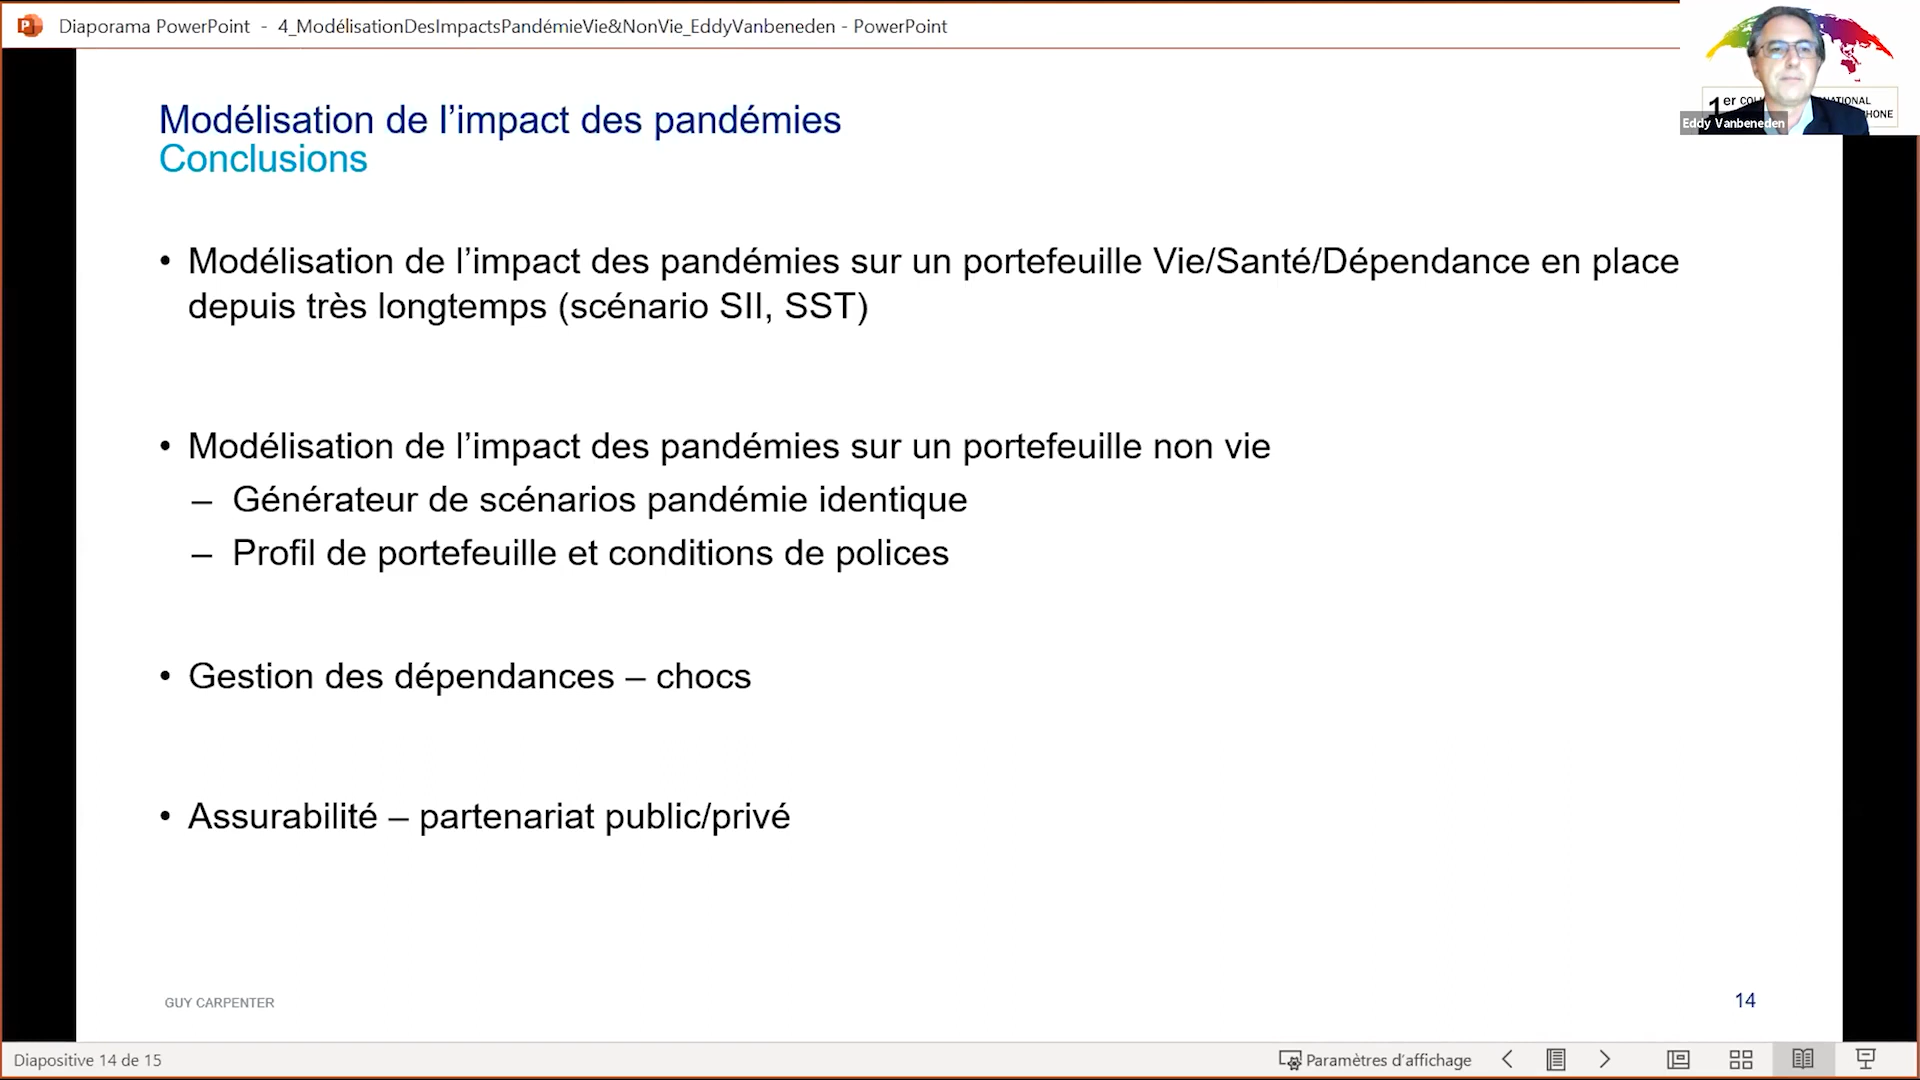 Diaporama PowerPoint - 4_ModélisationDesImpactsPandémieVie&NonVie_EddyVanbeneden - PowerPoint
1er COL
NATIONAL
HONE
Eddy Vanbeneden
Modélisation de l’impact des pandémies
Conclusions
• Modélisation de l’impact des pandémies sur un portefeuille Vie/Santé/Dépendance en place
depuis très longtemps (scénario SII, SST)
• Modélisation de l’impact des pandémies sur un portefeuille non vie
– Générateur de scénarios pandémie identique
– Profil de portefeuille et conditions de polices
• Gestion des dépendances – chocs
• Assurabilité – partenariat public/privé
GUY CARPENTER
14
Diapositive 14 de 15
Paramètres d’affichage